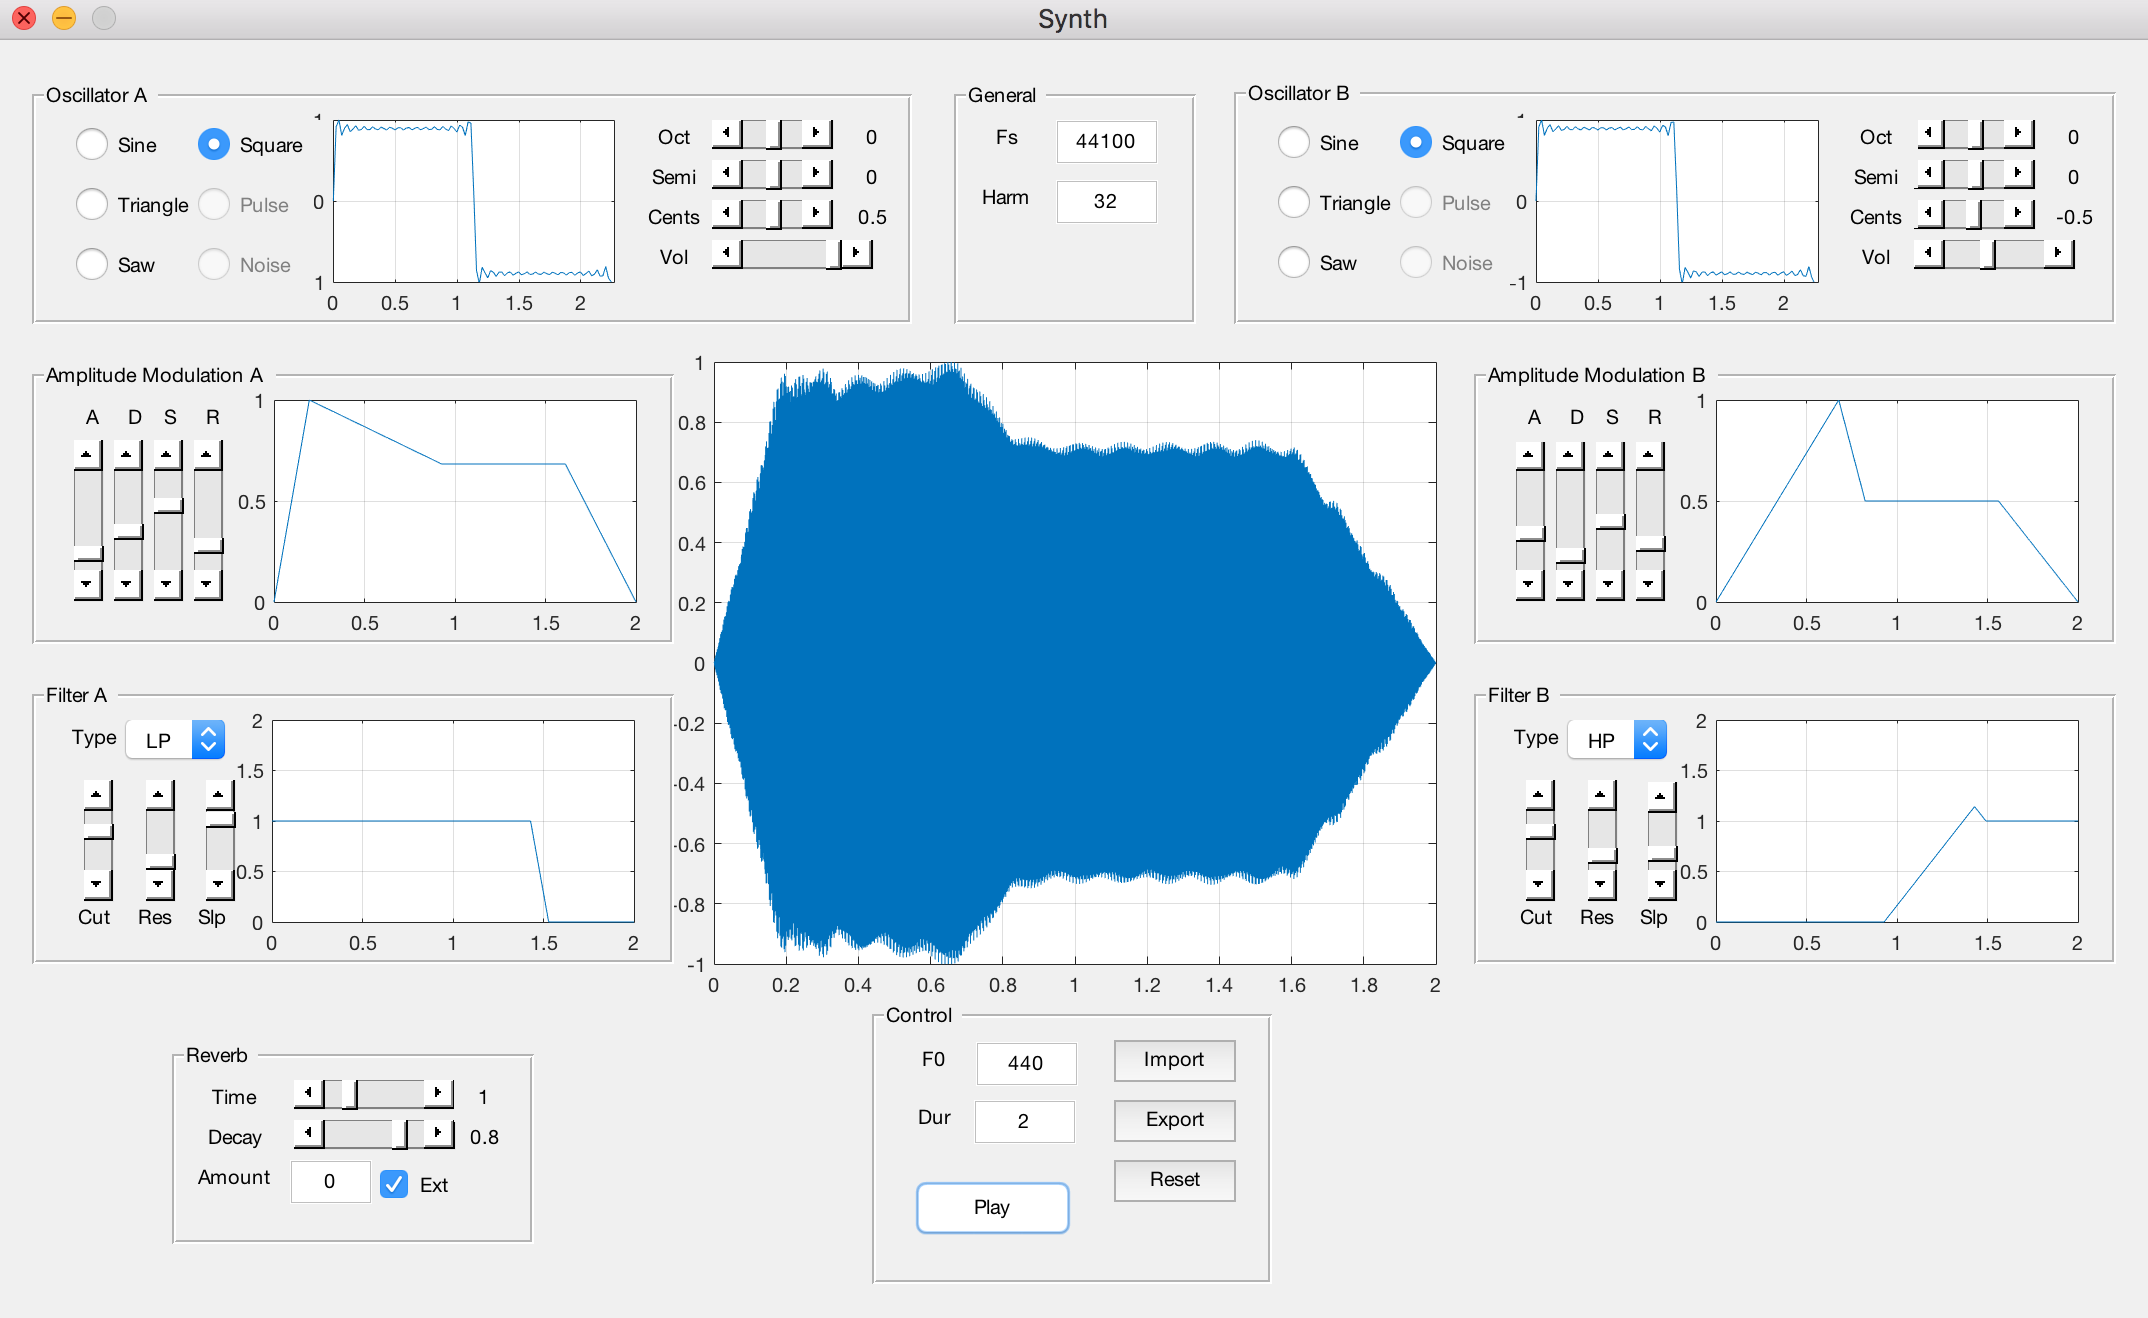 Synth
Oscillator A
Sine
Square
Triangle
Pulse
Saw
Noise
1
0
1
0 0.5 1 1.5 2
Oct 0
Semi 0
Cents 0.5
Vol
General
Fs 44100
Harm 32
Oscillator B
Sine
Square
Triangle
Pulse
Saw
Noise
0
-1
0 0.5 1 1.5 2
Oct 0
Semi 0
Cents -0.5
Vol
Amplitude Modulation A
A D S R
1
0.5
0
0 0.5 1 1.5 2
1
0.8
0.6
0.4
0.2
0
-0.2
-0.4
-0.6
-0.8
-1
0 0.2 0.4 0.6 0.8 1 1.2 1.4 1.6 1.8 2
Amplitude Modulation B
A D S R
1
0.5
0
0 0.5 1 1.5 2
Filter A
Type LP
Cut Res Slp
2
1.5
1
0.5
0
0 0.5 1 1.5 2
Filter B
Type HP
Cut Res Slp
2
1.5
1
0.5
0
0 0.5 1 1.5 2
Reverb
Time 1
Decay 0.8
Amount 0 Ext
Control
F0 440
Dur 2
Play
Import
Export
Reset